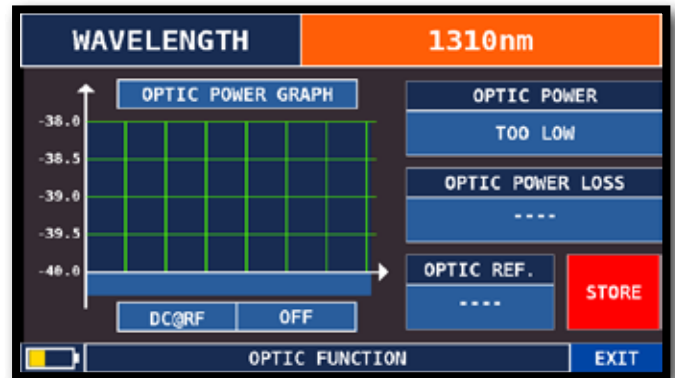 WAVELENGTH
1310nm
OPTIC POWER GRAPH
-38.0
-38.5
-39.0
-39.5
-40.0
DC@RF
OFF
OPTIC POWER
TOO LOW
OPTIC POWER LOSS
----
OPTIC REF.
----
STORE
OPTIC FUNCTION
EXIT